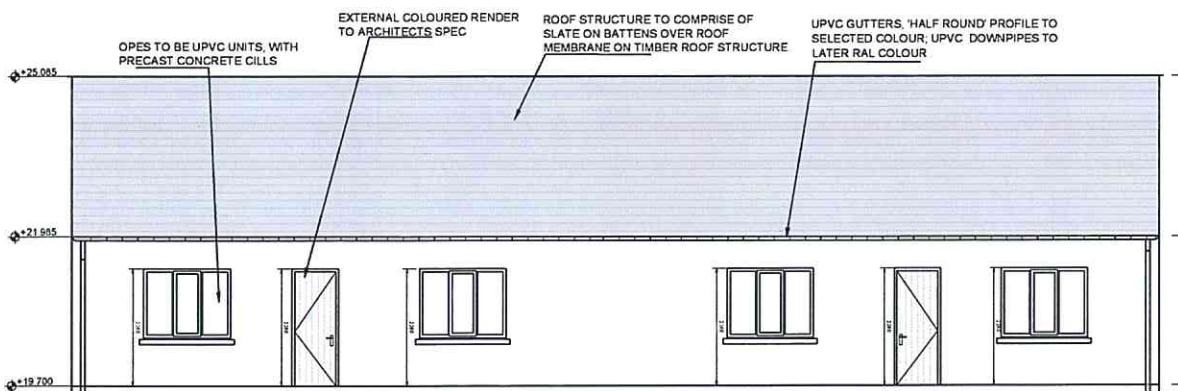 EXTERNAL COLOURED RENDER
TO ARCHITECTS SPEC
ROOF STRUCTURE TO COMPRISE OF
SLATE ON BATTENS OVER ROOF
MEMBRANE ON TIMBER ROOF STRUCTURE
UPVC GUTTERS, 'HALF ROUND' PROFILE TO
SELECTED COLOUR; UPVC DOWNPIPES TO
LATER RAL COLOUR
OPES TO BE UPVC UNITS, WITH
PRECAST CONCRETE CILLS
+25.085
+21.985
+19.700